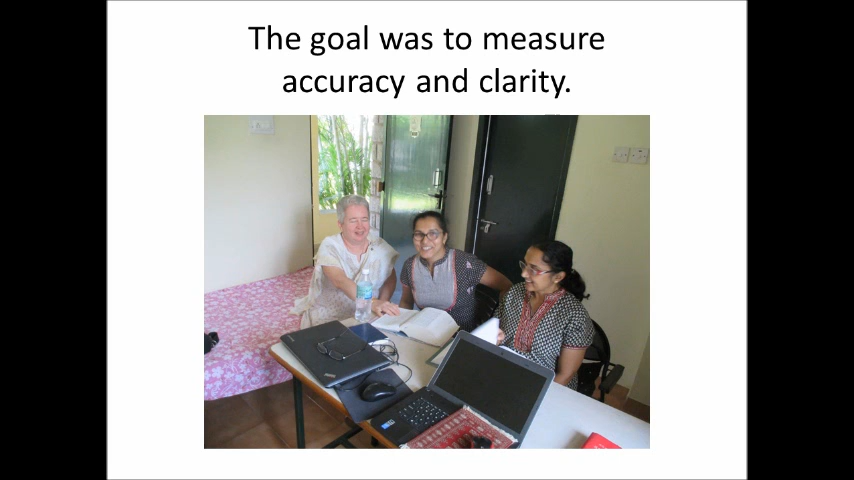 The goal was to measure
accuracy and clarity.